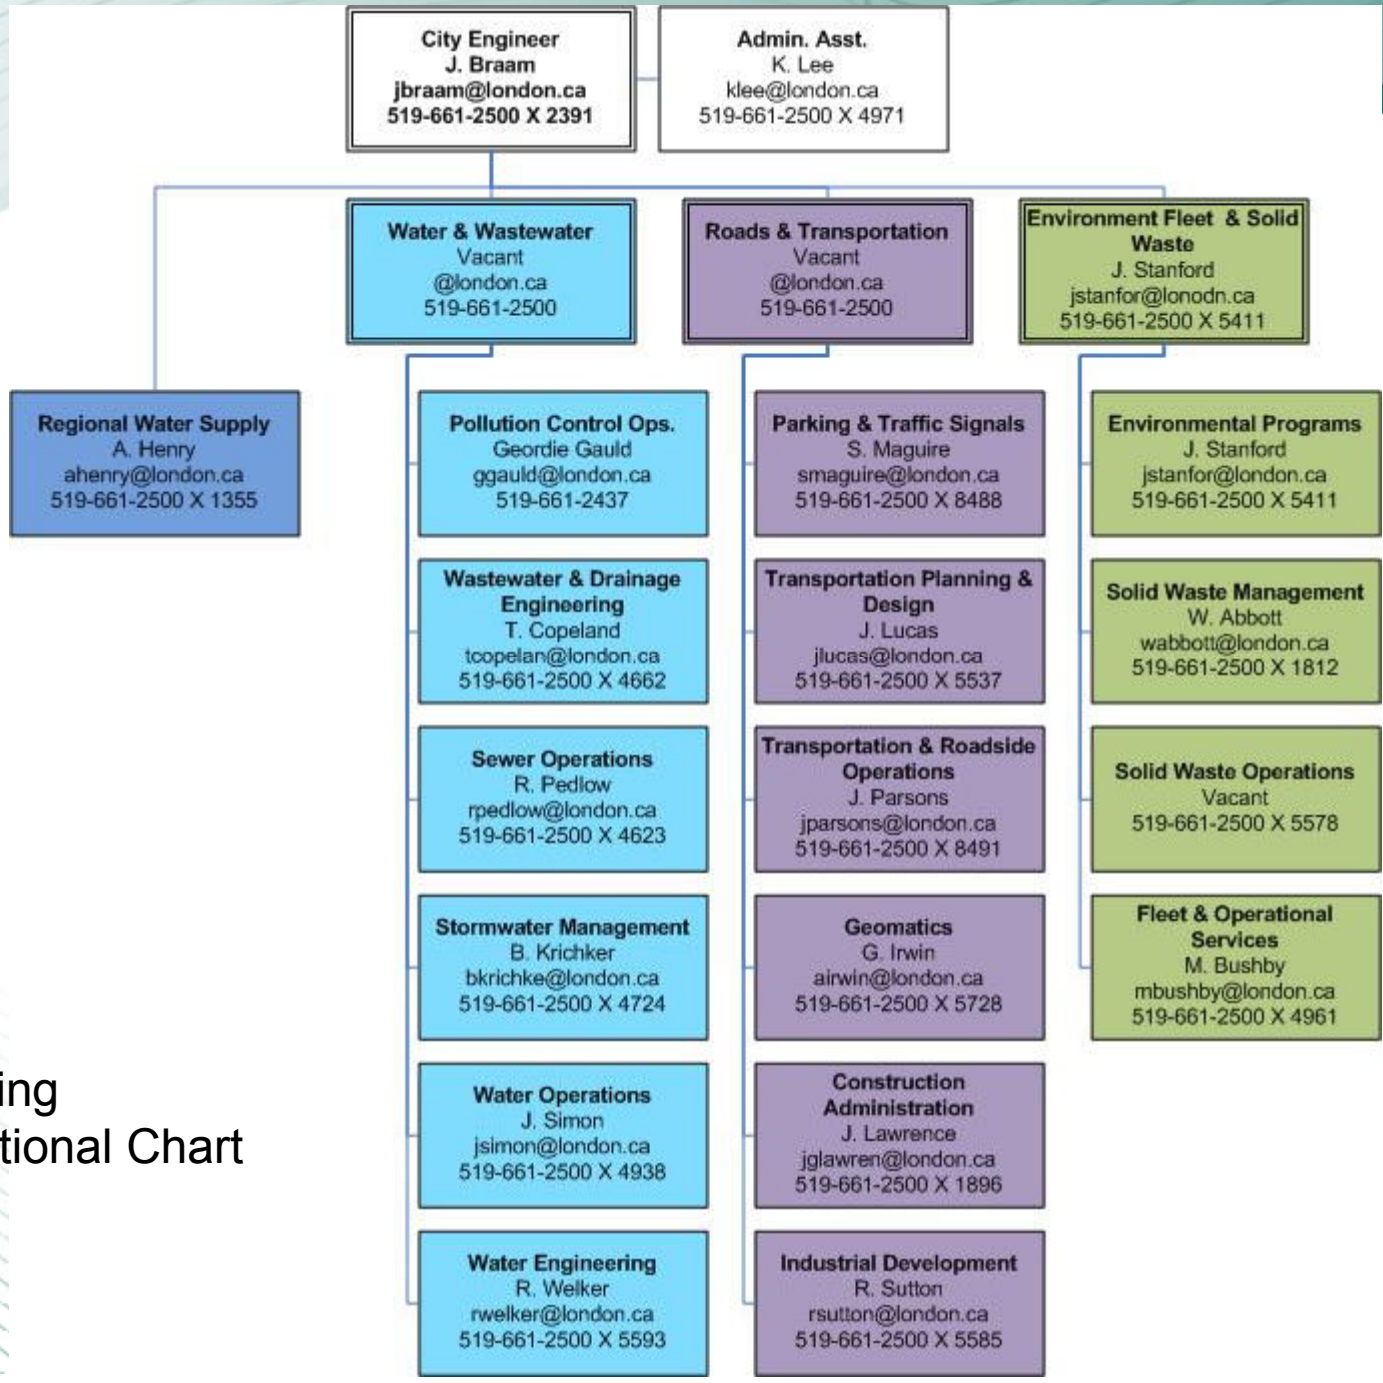 City Engineer
J. Braam
jbraam@london.ca
519-661-2500 X 2391
Admin. Asst.
K. Lee
klee@london.ca
519-661-2500 X 4971
Water & Wastewater
Vacant
@london.ca
519-661-2500
Roads & Transportation
Vacant
@london.ca
519-661-2500
Environment Fleet & Solid
Waste
J. Stanford
jstanfor@lonodn.ca
519-661-2500 X 5411
Regional Water Supply
A. Henry
ahenry@london.ca
519-661-2500 X 1355
Pollution Control Ops.
Geordie Gauld
ggauld@london.ca
519-661-2437
Wastewater & Drainage
Engineering
T. Copeland
tcopelan@london.ca
519-661-2500 X 4662
Sewer Operations
R. Pedlow
rpedlow@london.ca
519-661-2500 X 4623
Stormwater Management
B. Krichker
bkrichke@london.ca
519-661-2500 X 4724
Water Operations
J. Simon
jsimon@london.ca
519-661-2500 X 4938
Water Engineering
R. Welker
rwelker@london.ca
519-661-2500 X 5593
Parking & Traffic Signals
S. Maguire
smaguire@london.ca
519-661-2500 X 8488
Transportation Planning &
Design
J. Lucas
jlucas@london.ca
519-661-2500 X 5537
Transportation & Roadside
Operations
J. Parsons
jparsons@london.ca
519-661-2500 X 8491
Geomatics
G. Irwin
airwin@london.ca
519-661-2500 X 5728
Construction
Administration
J. Lawrence
jglawren@london.ca
519-661-2500 X 1896
Industrial Development
R. Sutton
rsutton@london.ca
519-661-2500 X 5585
Environmental Programs
J. Stanford
jstanfor@london.ca
519-661-2500 X 5411
Solid Waste Management
W. Abbott
wabbott@london.ca
519-661-2500 X 1812
Solid Waste Operations
Vacant
519-661-2500 X 5578
Fleet & Operational
Services
M. Bushby
mbushby@london.ca
519-661-2500 X 4961
ing
tional Chart